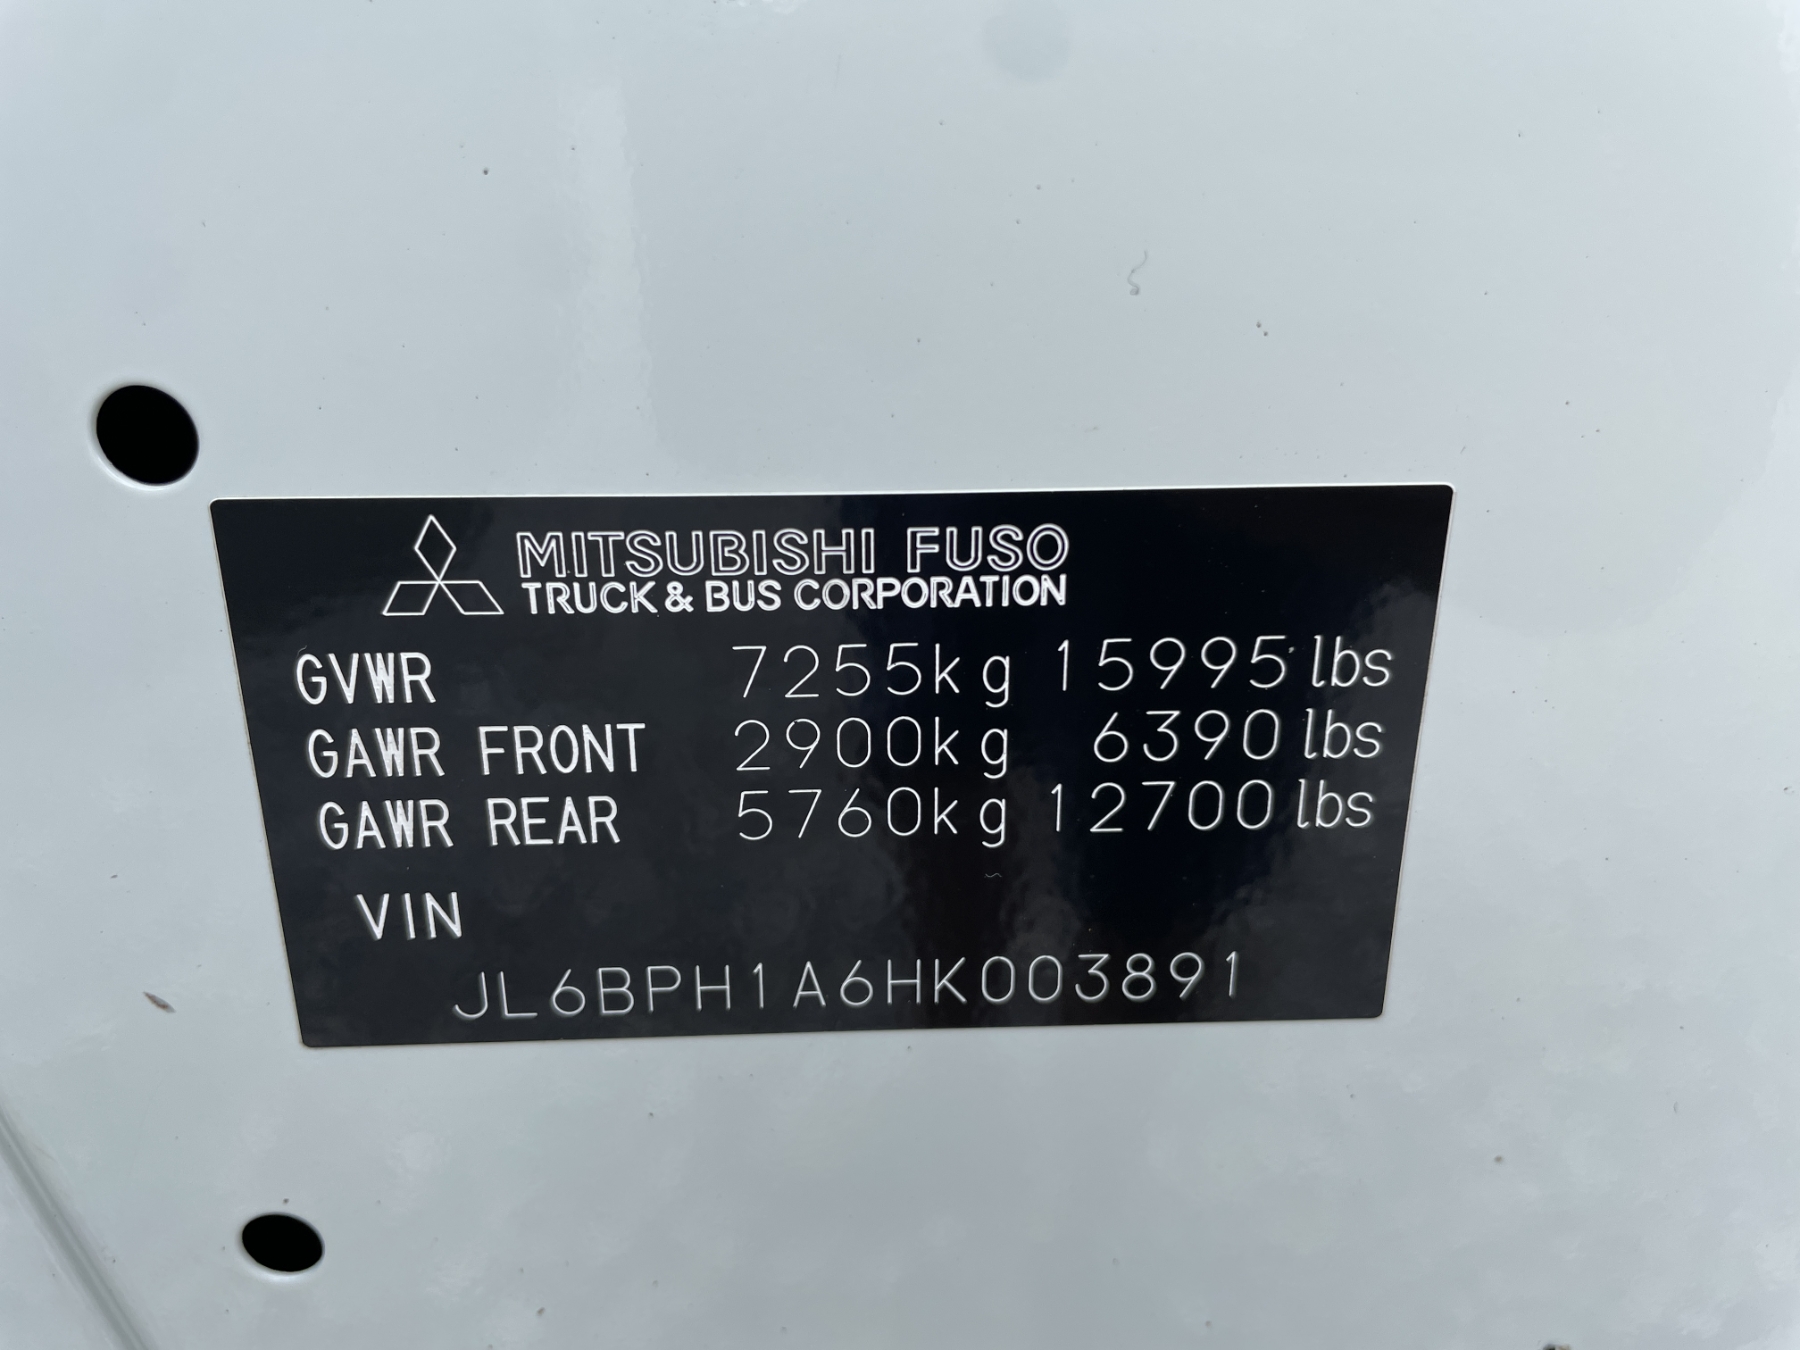 MITSUBISHI FUSO
TRUCK & BUS CORPORATION
GVWR 7255kg 15995 lbs
GAWR FRONT 2900kg 6390 lbs
GAWR REAR 5760kg 12700 lbs
VIN
JL6BPH1A6HK003891